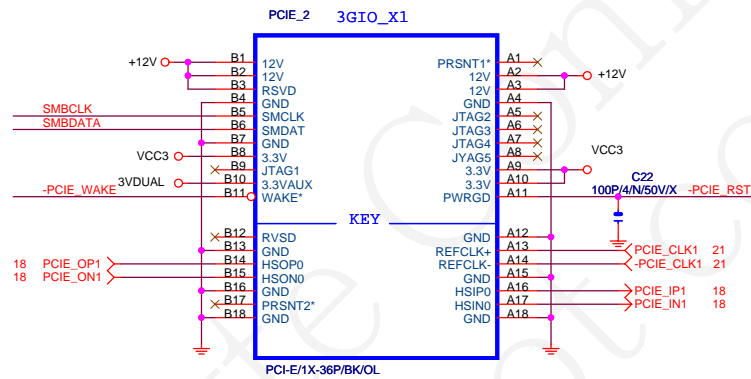 PCIE_2 3GIO_X1
+12V B1 12V PRSNT1* A1
B2 12V 12V A2 +12V
B3 RSVD 12V A3
B4 GND GND A4
SMBCLK B5 SMCLK JTAG2 A5
SMBDATA B6 SMDAT JTAG3 A6
B7 GND JTAG4 A7
VCC3 B8 3.3V JYAG5 A8 VCC3
B9 JTAG1 3.3V A9
3VDUAL B10 3.3VAUX 3.3V A10 C22
-PCIE_WAKE B11 WAKE* PWRGD A11 100P/4/N/50V/X -PCIE_RST
KEY
B12 RVSD GND A12
B13 GND REFCLK+ A13 PCIE_CLK1 21
18 PCIE_OP1 B14 HSOP0 REFCLK- A14 -PCIE_CLK1 21
18 PCIE_ON1 B15 HSON0 GND A15
B16 GND HSIP0 A16 PCIE_IP1 18
B17 PRSNT2* HSIN0 A17 PCIE_IN1 18
B18 GND GND A18
PCI-E/1X-36P/BK/OL